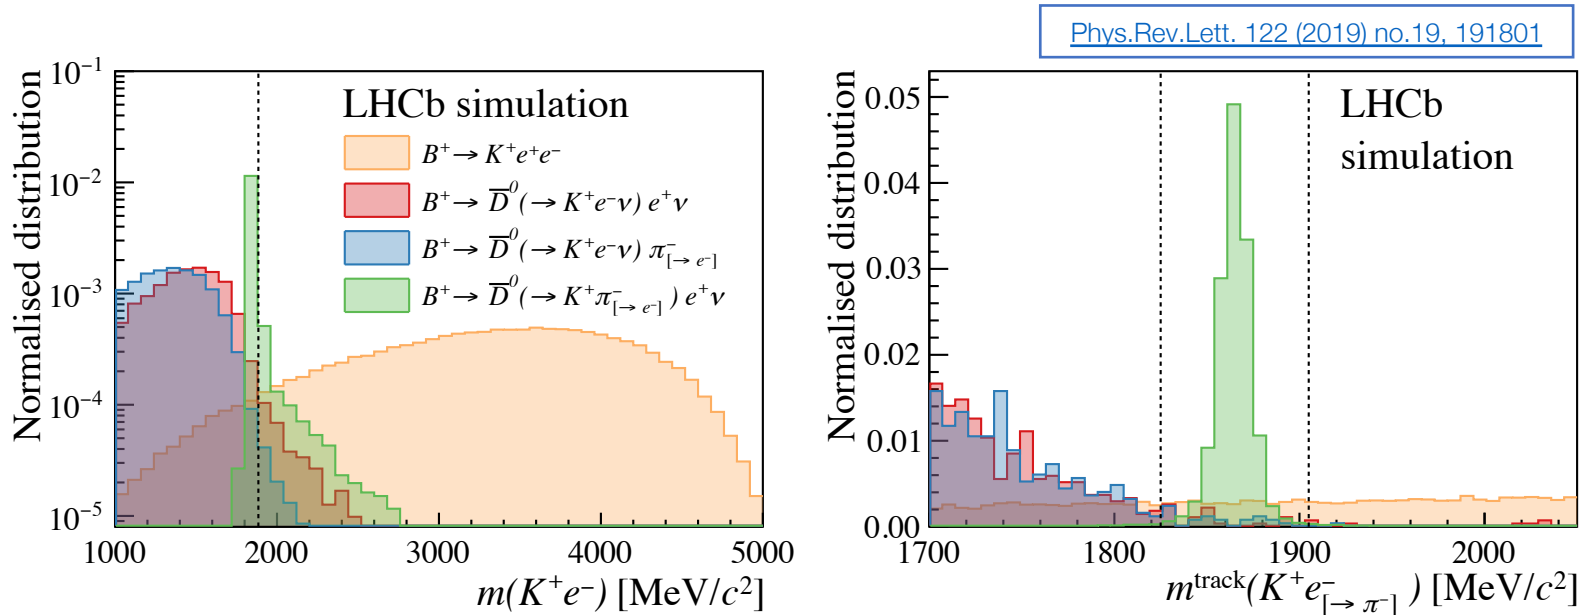 Phys.Rev.Lett. 122 (2019) no.19, 191801
Normalised distribution
10⁻¹
10⁻²
10⁻³
10⁻⁴
10⁻⁵
LHCb simulation
B⁺ → K⁺e⁺e⁻
B⁺ → D̅⁰(→ K⁺e⁻ν) e⁺ν
B⁺ → D̅⁰(→ K⁺e⁻ν) π⁻[→ e⁻]
B⁺ → D̅⁰(→ K⁺π⁻[→ e⁻]) e⁺ν
1000 2000 3000 4000 5000
m(K⁺e⁻) [MeV/c²]
Normalised distribution
0.05
0.04
0.03
0.02
0.01
0.00
LHCb
simulation
1700 1800 1900 2000
mᵗʳᵃᶜᵏ(K⁺e⁻[→ π⁻]) [MeV/c²]